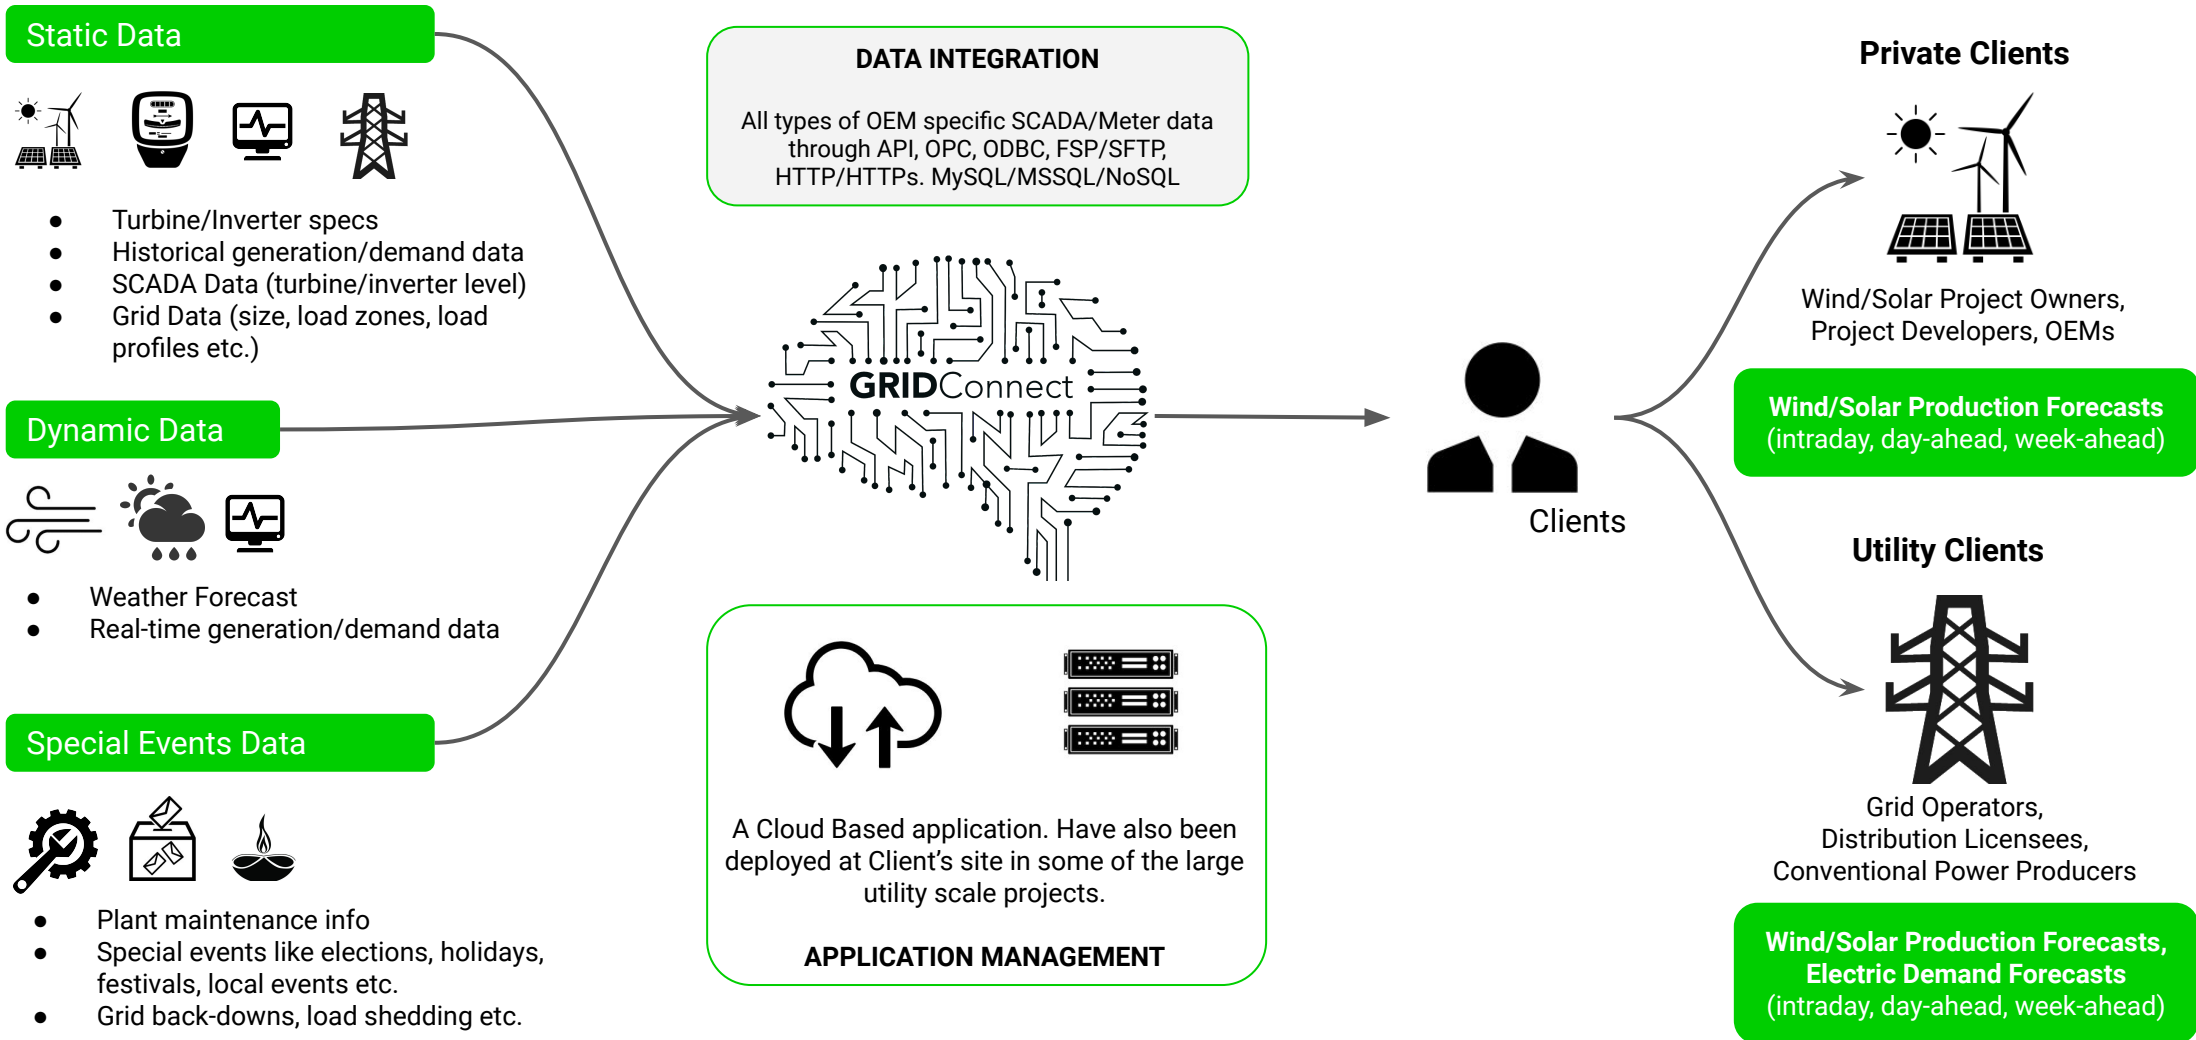 Static Data
● Turbine/Inverter specs
● Historical generation/demand data
● SCADA Data (turbine/inverter level)
● Grid Data (size, load zones, load
profiles etc.)
Dynamic Data
● Weather Forecast
● Real-time generation/demand data
Special Events Data
● Plant maintenance info
● Special events like elections, holidays,
festivals, local events etc.
● Grid back-downs, load shedding etc.
DATA INTEGRATION
All types of OEM specific SCADA/Meter data
through API, OPC, ODBC, FSP/SFTP,
HTTP/HTTPs. MySQL/MSSQL/NoSQL
GRIDConnect
A Cloud Based application. Have also been
deployed at Client's site in some of the large
utility scale projects.
APPLICATION MANAGEMENT
Clients
Private Clients
Wind/Solar Project Owners,
Project Developers, OEMs
Wind/Solar Production Forecasts
(intraday, day-ahead, week-ahead)
Utility Clients
Grid Operators,
Distribution Licensees,
Conventional Power Producers
Wind/Solar Production Forecasts,
Electric Demand Forecasts
(intraday, day-ahead, week-ahead)